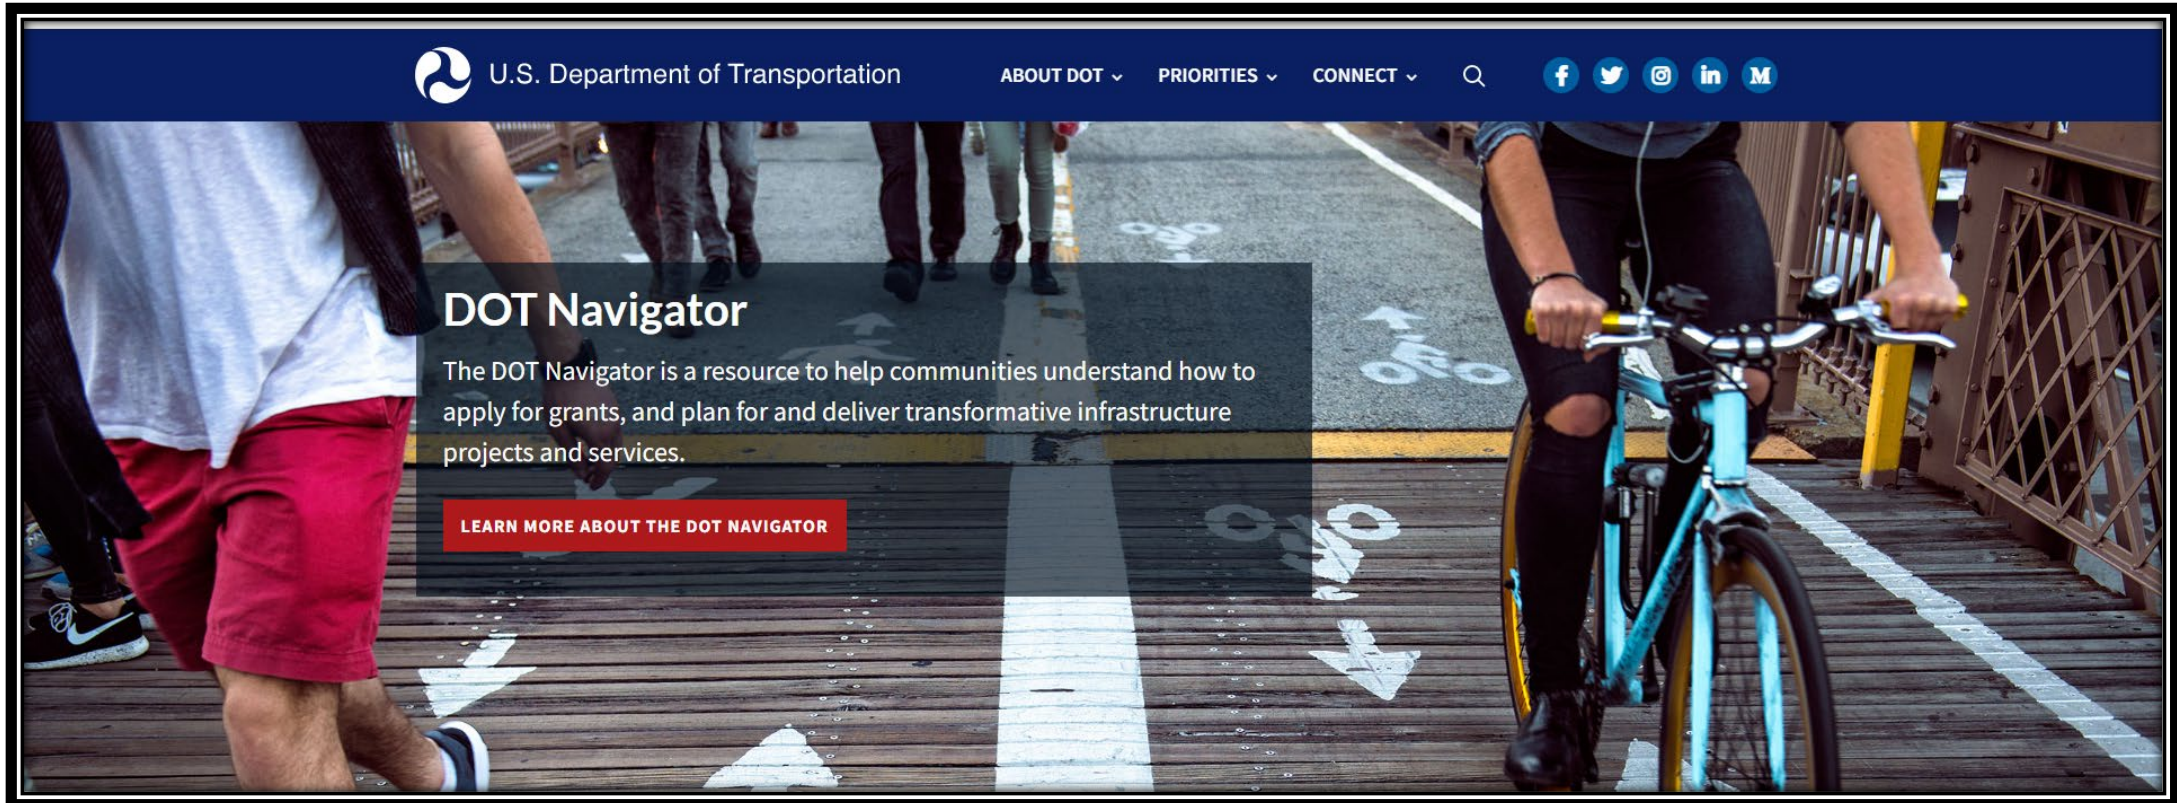 U.S. Department of Transportation
ABOUT DOT
PRIORITIES
CONNECT
DOT Navigator
The DOT Navigator is a resource to help communities understand how to
apply for grants, and plan for and deliver transformative infrastructure
projects and services.
LEARN MORE ABOUT THE DOT NAVIGATOR